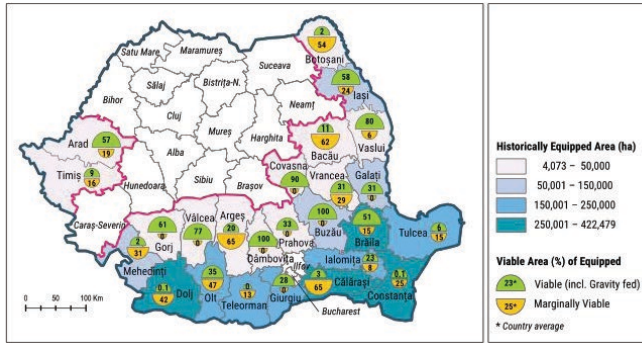 2
54
Botoșani
Satu Mare
Maramureș
Suceava
58
24
Iași
Sălaj
Bistrița-N.
Neamț
Bihor
Cluj
80
6
Vaslui
Mureș
Harghita
11
62
Bacău
Arad
57
19
Alba
Covasna
90
0
Vrancea
31
29
Galați
31
0
Timiș
9
16
Hunedoara
Sibiu
Brașov
Caraș-Severin
61
0
Gorj
Vâlcea
77
0
Argeș
20
65
33
0
Prahova
100
0
Buzău
51
15
Brăila
Tulcea
6
15
100
0
Dâmbovița
2
31
Mehedinți
Ilfov
Ialomița
23
8
0.1
42
Dolj
35
47
Olt
0
13
Teleorman
28
0
Giurgiu
3
65
Călărași
0.1
25
Constanța
Bucharest
0 25 50 100 Km
Historically Equipped Area (ha)
4,073 – 50,000
50,001 – 150,000
150,001 – 250,000
250,001 – 422,479
Viable Area (%) of Equipped
23* Viable (incl. Gravity fed)
25* Marginally Viable
* Country average